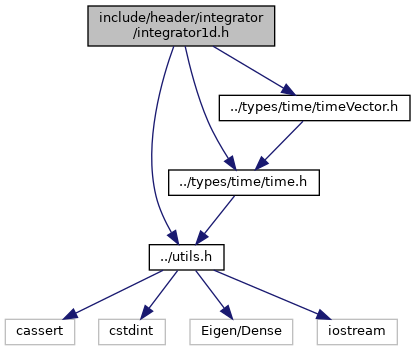 include/header/integrator
/integrator1d.h
../types/time/timeVector.h
../types/time/time.h
../utils.h
cassert
cstdint
Eigen/Dense
iostream